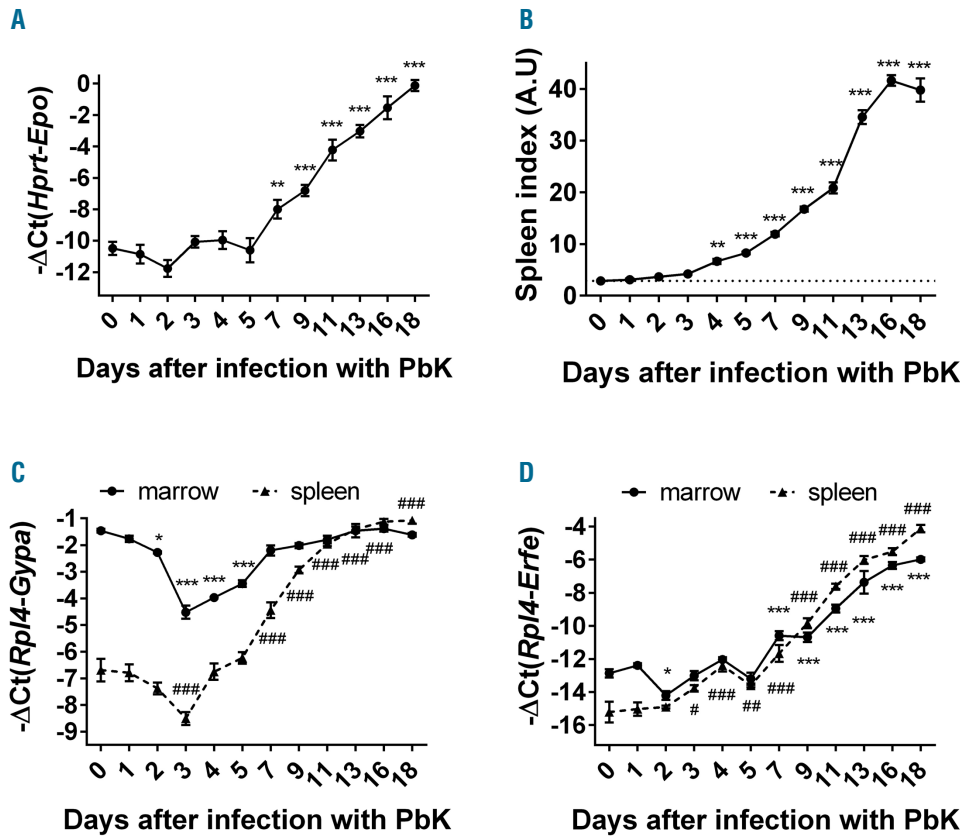 A
-ΔCt(Hprt-Epo)
0
-2
-4
-6
-8
-10
-12
**
***
***
***
***
***
***
0 1 2 3 4 5 7 9 11 13 16 18
Days after infection with PbK
B
Spleen index (A.U)
40
30
20
10
0
**
***
***
***
***
***
***
***
0 1 2 3 4 5 7 9 11 13 16 18
Days after infection with PbK
C
marrow spleen
-ΔCt(Rpl4-Gypa)
-1
-2
-3
-4
-5
-6
-7
-8
-9
* *** *** ***
### ### ### ### ### ### ###
0 1 2 3 4 5 7 9 11 13 16 18
Days after infection with PbK
D
marrow spleen
-ΔCt(Rpl4-Erfe)
-4
-6
-8
-10
-12
-14
-16
* *** *** *** *** *** ***
# ### ## ### ### ### ### ### ###
0 1 2 3 4 5 7 9 11 13 16 18
Days after infection with PbK